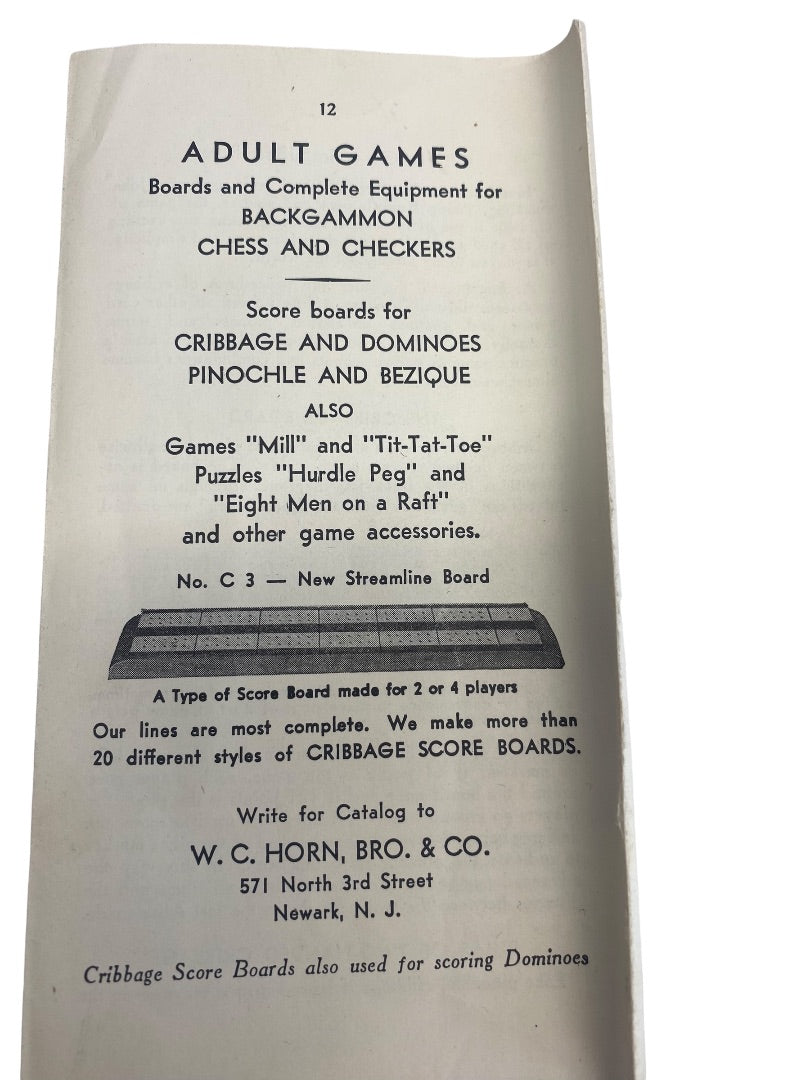 12
ADULT GAMES
Boards and Complete Equipment for
BACKGAMMON
CHESS AND CHECKERS
Score boards for
CRIBBAGE AND DOMINOES
PINOCHLE AND BEZIQUE
ALSO
Games "Mill" and "Tit-Tat-Toe"
Puzzles "Hurdle Peg" and
"Eight Men on a Raft"
and other game accessories.
No. C 3 — New Streamline Board
A Type of Score Board made for 2 or 4 players
Our lines are most complete. We make more than
20 different styles of CRIBBAGE SCORE BOARDS.
Write for Catalog to
W. C. HORN, BRO. & CO.
571 North 3rd Street
Newark, N. J.
Cribbage Score Boards also used for scoring Dominoes